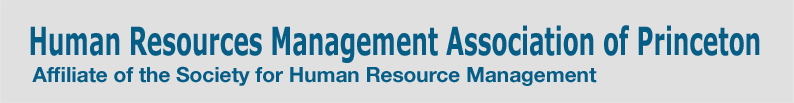 Human Resources Management Association of Princeton
Affiliate of the Society for Human Resource Management